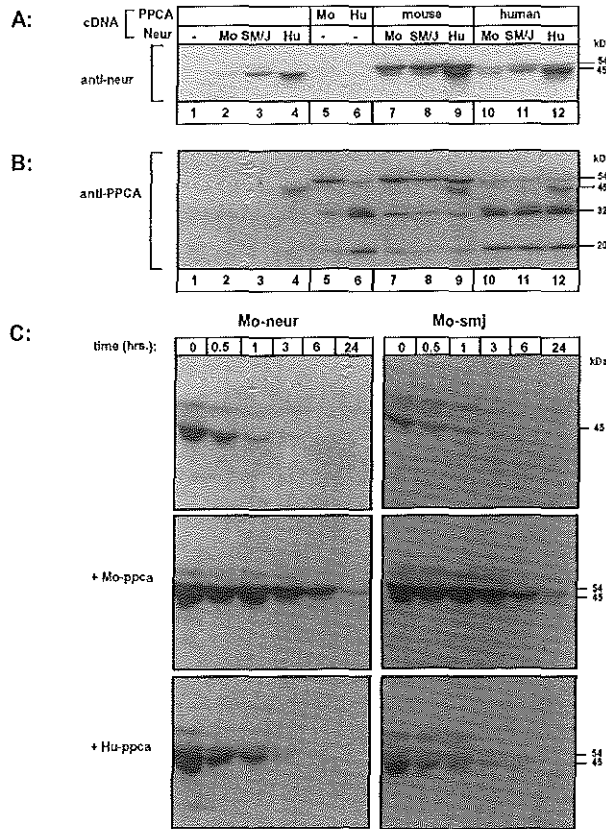 A:
cDNA
PPCA
Neur
Mo Hu mouse human
- Mo SM/J Hu - - Mo SM/J Hu Mo SM/J Hu
kD
anti-neur
54
45
1 2 3 4 5 6 7 8 9 10 11 12
B:
kD
anti-PPCA
54
45
32
20
1 2 3 4 5 6 7 8 9 10 11 12
C:
Mo-neur Mo-smj
time (hrs.): 0 0.5 1 3 6 24 0 0.5 1 3 6 24
kDa
45
+ Mo-ppca
54
45
+ Hu-ppca
54
45